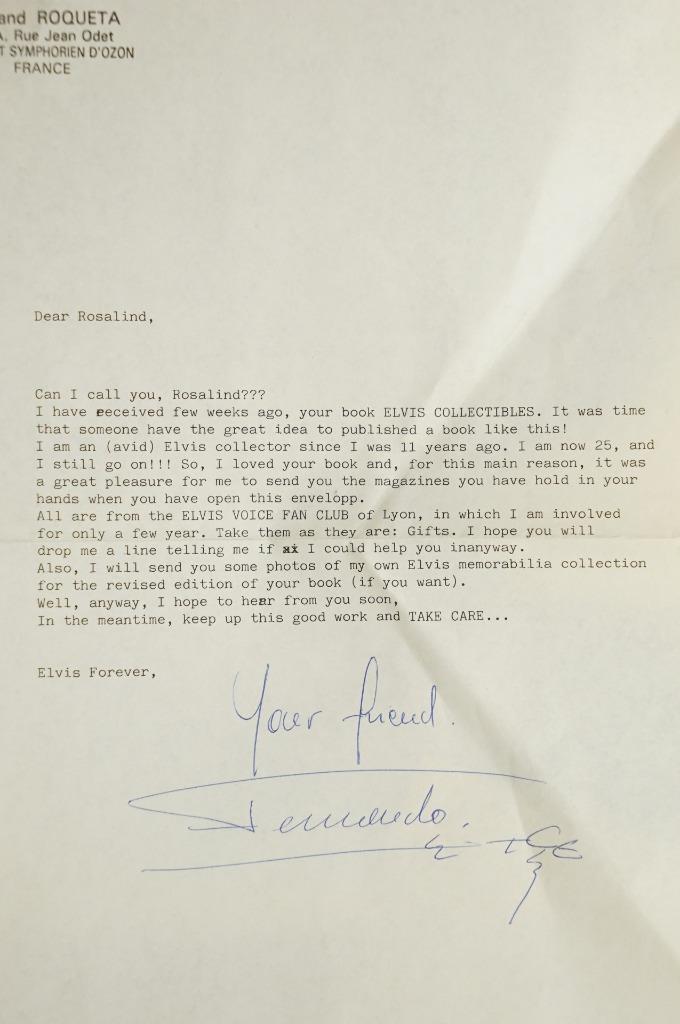 and ROQUETA
A. Rue Jean Odet
T SYMPHORIEN D'OZON
FRANCE
Dear Rosalind,
Can I call you, Rosalind???
I have received few weeks ago, your book ELVIS COLLECTIBLES. It was time
that someone have the great idea to published a book like this!
I am an (avid) Elvis collector since I was 11 years ago. I am now 25, and
I still go on!!! So, I loved your book and, for this main reason, it was
a great pleasure for me to send you the magazines you have hold in your
hands when you have open this envelopp.
All are from the ELVIS VOICE FAN CLUB of Lyon, in which I am involved
for only a few year. Take them as they are: Gifts. I hope you will
drop me a line telling me if I could help you inanyway.
Also, I will send you some photos of my own Elvis memorabilia collection
for the revised edition of your book (if you want).
Well, anyway, I hope to hear from you soon,
In the meantime, keep up this good work and TAKE CARE...
Elvis Forever,
Your friend.